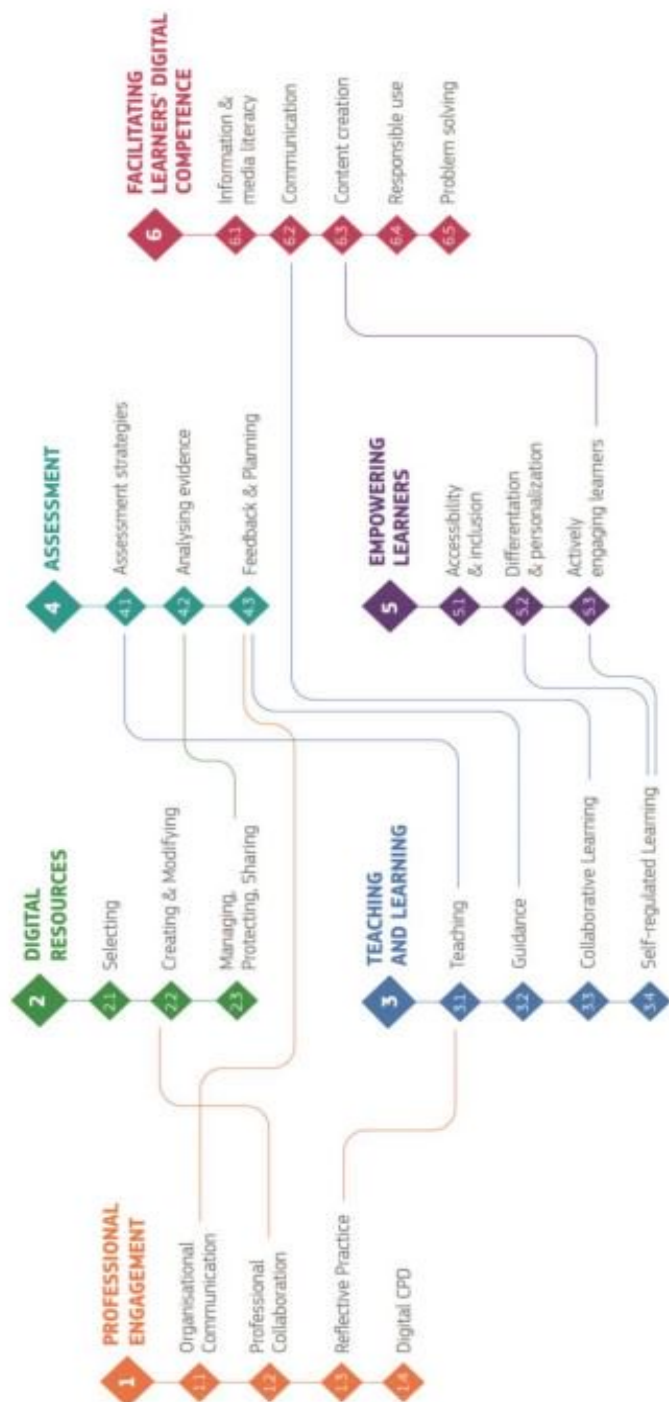 1
PROFESSIONAL
ENGAGEMENT
1.1
Organisational
Communication
1.2
Professional
Collaboration
1.3
Reflective Practice
1.4
Digital CPD
2
DIGITAL
RESOURCES
2.1
Selecting
2.2
Creating & Modifying
2.3
Managing,
Protecting, Sharing
3
TEACHING
AND LEARNING
3.1
Teaching
3.2
Guidance
3.3
Collaborative Learning
3.4
Self-regulated Learning
4
ASSESSMENT
4.1
Assessment strategies
4.2
Analysing evidence
4.3
Feedback & Planning
5
EMPOWERING
LEARNERS
5.1
Accessibility
& inclusion
5.2
Differentation
& personalization
5.3
Actively
engaging learners
6
FACILITATING
LEARNERS' DIGITAL
COMPETENCE
6.1
Information &
media literacy
6.2
Communication
6.3
Content creation
6.4
Responsible use
6.5
Problem solving